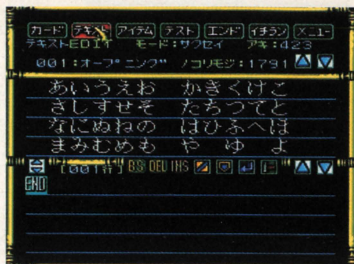 カード テキスト アイテム テスト エンド イチラン メニュー
テキストEDIT モード:サクセイ アキ:423
001:オープニング ノコリモジ:1791
あいうえお かきくけこ
さしすせそ たちつてと
なにぬねの はひふへほ
まみむめも や ゆ よ
[001行] BS DEL INS
END